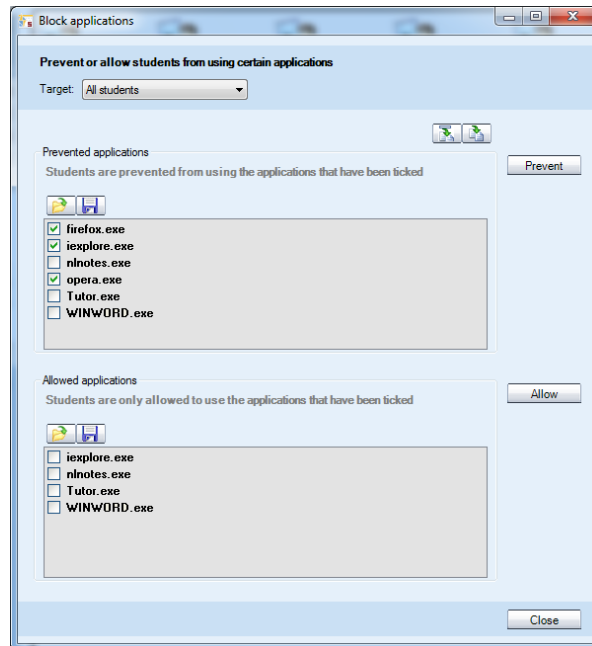 Block applications
Prevent or allow students from using certain applications
Target: All students
Prevented applications
Prevent
Students are prevented from using the applications that have been ticked
firefox.exe
iexplore.exe
nlnotes.exe
opera.exe
Tutor.exe
WINWORD.exe
Allowed applications
Allow
Students are only allowed to use the applications that have been ticked
iexplore.exe
nlnotes.exe
Tutor.exe
WINWORD.exe
Close